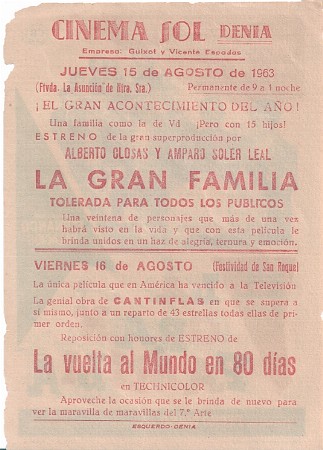 CINEMA SOL DENIA
Empresa: Guixot y Vicente Escodas
JUEVES 15 DE AGOSTO de 1963
(Ftvda. La Asunción de Ntra. Sra.) Permanente de 9 a 1 noche
¡EL GRAN ACONTECIMIENTO DEL AÑO!
Una familia como la de Vd ¡Pero con 15 hijos!
ESTRENO de la gran superproducción por
ALBERTO CLOSAS Y AMPARO SOLER LEAL
LA GRAN FAMILIA
TOLERADA PARA TODOS LOS PUBLICOS
Una veintena de personajes que más de una vez
habrá visto en la vida y que con esta película le
brinda unidos en un haz de alegría, ternura y emoción.
VIERNES 16 DE AGOSTO (Festividad de San Roque)
La única película que en América ha vencido a la Televisión
La genial obra de CANTINFLAS en que se supera a
sí mismo, junto a un reparto de 43 estrellas todas ellas de primer orden.
Reposición con honores de ESTRENO de
La vuelta al Mundo en 80 días
en TECHNICOLOR
Aproveche la ocasión que se le brinda de nuevo para
ver la maravilla de maravillas del 7.º Arte
ESQUERDO-DENIA